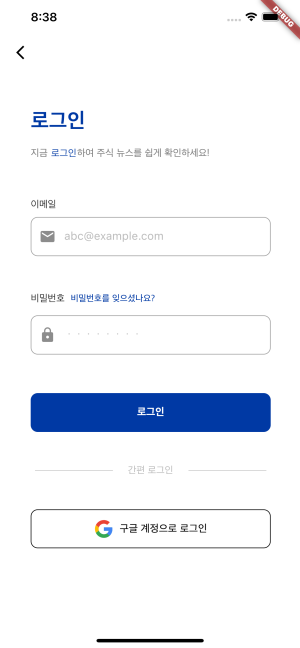 8:38
DEBUG
로그인
지금 로그인하여 주식 뉴스를 쉽게 확인하세요!
이메일
abc@example.com
비밀번호 비밀번호를 잊으셨나요?
로그인
간편 로그인
구글 계정으로 로그인